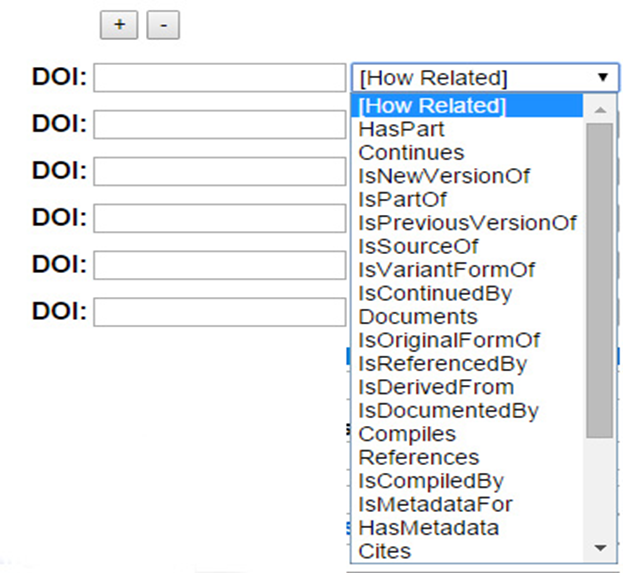 + -
DOI: [How Related]
[How Related]
HasPart
DOI:
Continues
DOI:
IsNewVersionOf
IsPartOf
DOI:
IsPreviousVersionOf
IsSourceOf
DOI:
IsVariantFormOf
IsContinuedBy
DOI:
Documents
IsOriginalFormOf
IsReferencedBy
IsDerivedFrom
IsDocumentedBy
Compiles
References
IsCompiledBy
IsMetadataFor
HasMetadata
Cites